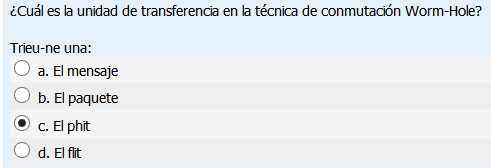 ¿Cuál es la unidad de transferencia en la técnica de conmutación Worm-Hole?
Trieu-ne una:
a. El mensaje
b. El paquete
c. El phit
d. El flit